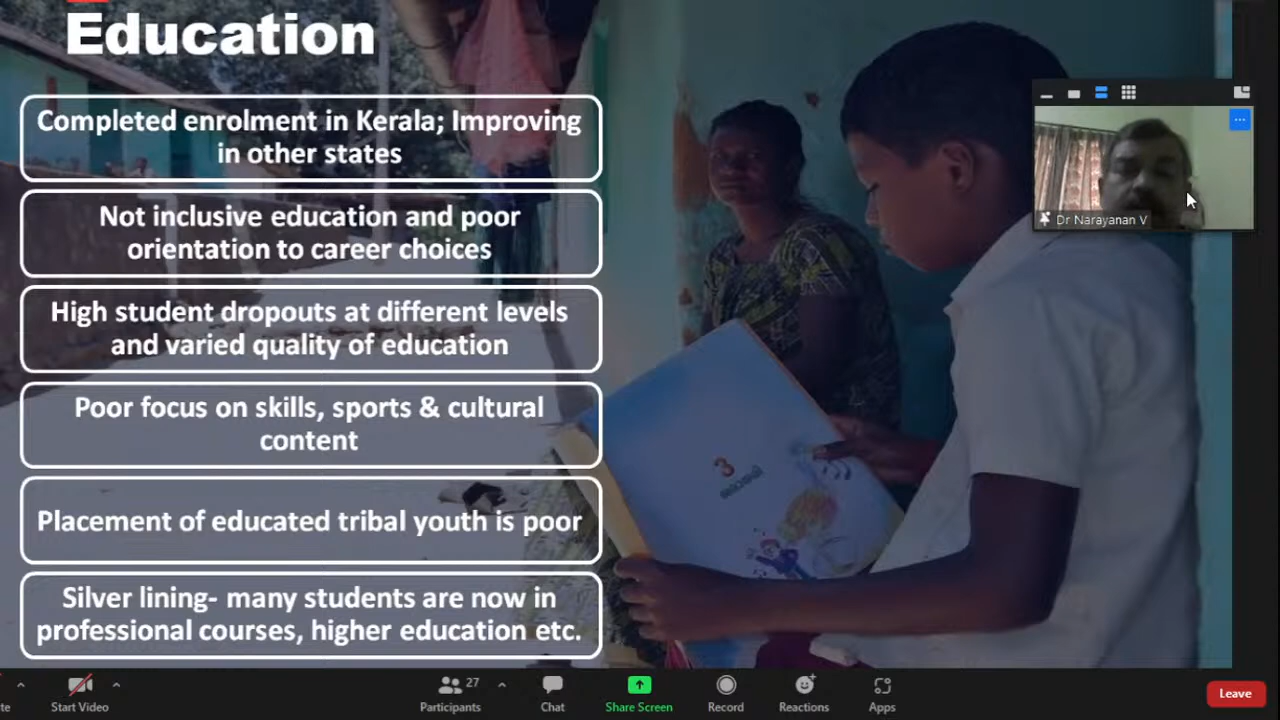 Education
Completed enrolment in Kerala; Improving
in other states
Not inclusive education and poor
orientation to career choices
High student dropouts at different levels
and varied quality of education
Poor focus on skills, sports & cultural
content
Placement of educated tribal youth is poor
Silver lining- many students are now in
professional courses, higher education etc.
3
Dr Narayanan V
te
Start Video
27
Participants
Chat
Share Screen
Record
Reactions
Apps
Leave